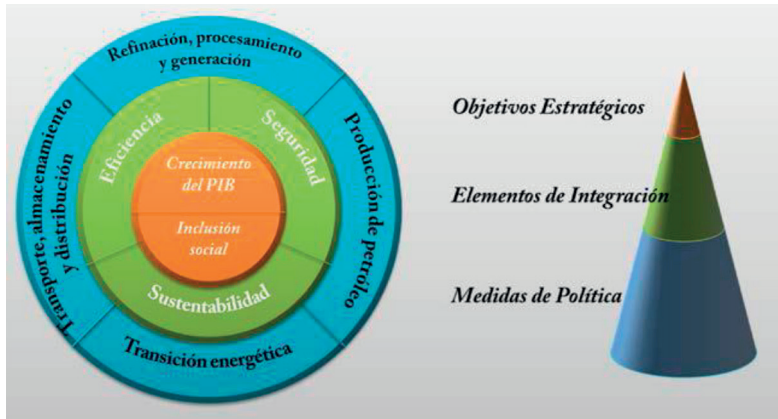 Refinación, procesamiento
y generación
Transporte, almacenamiento
y distribución
Eficiencia
Seguridad
Crecimiento
del PIB
Inclusión
social
Sustentabilidad
Producción de petróleo
Transición energética
Objetivos Estratégicos
Elementos de Integración
Medidas de Política